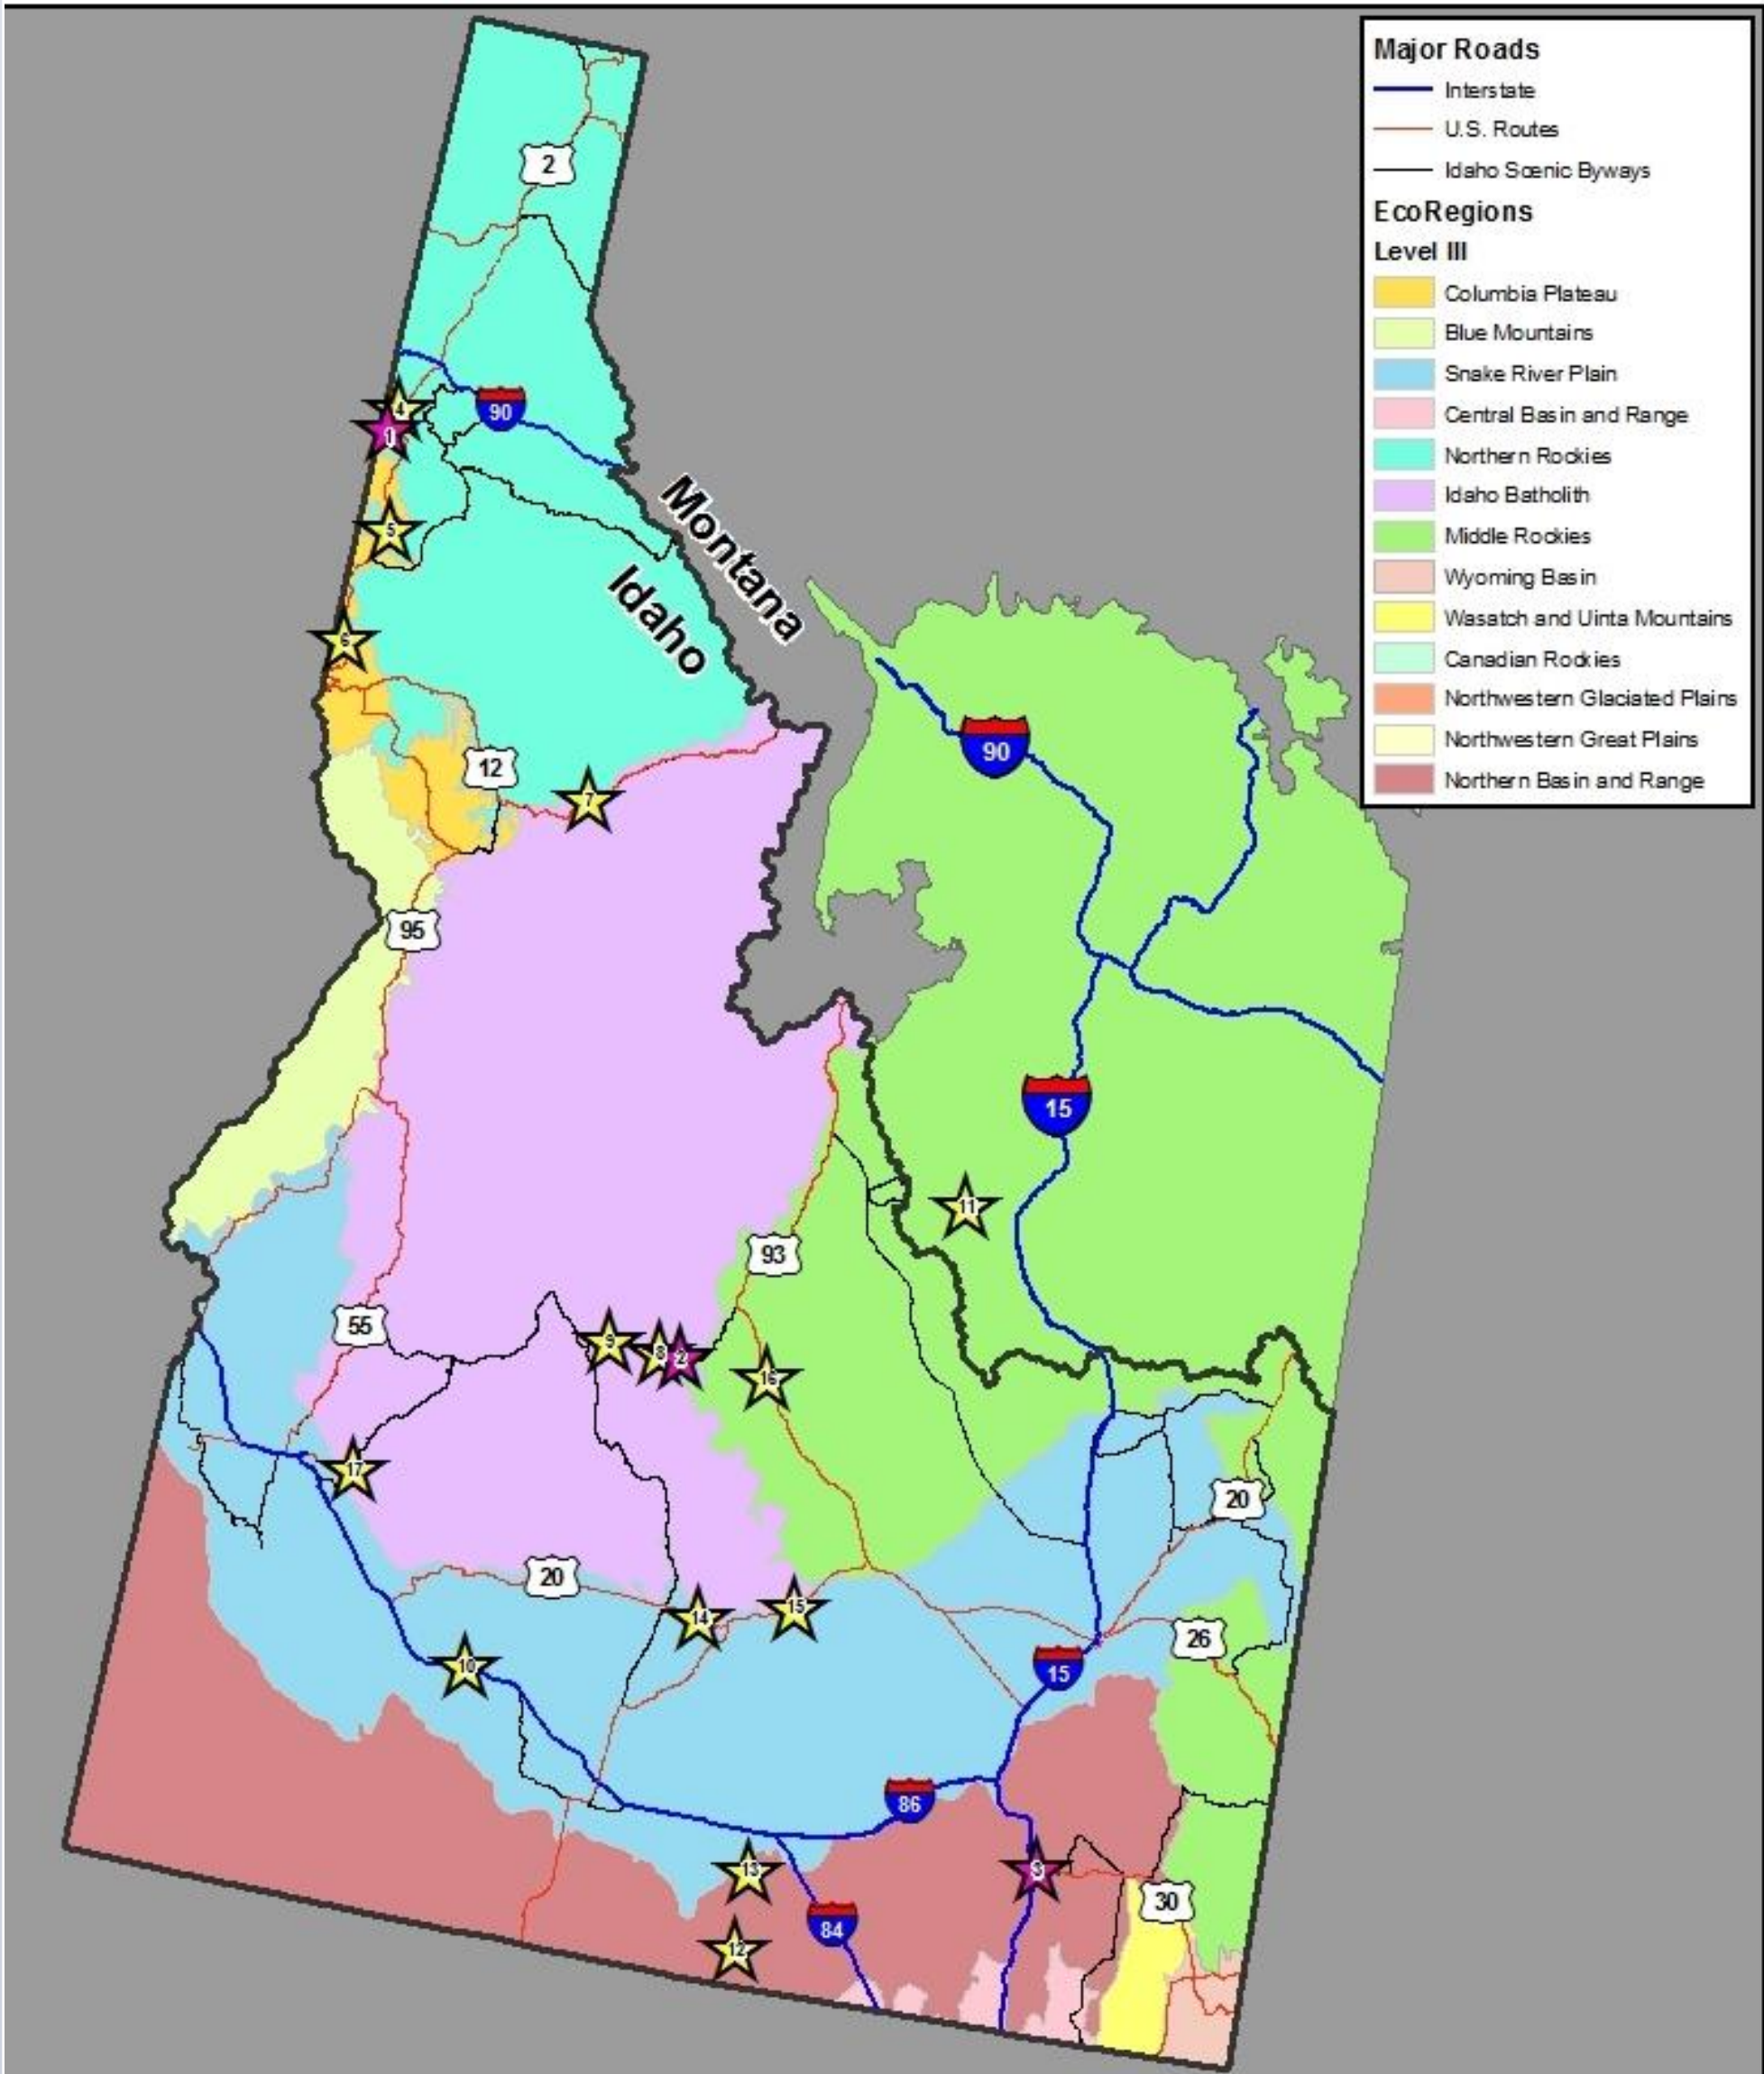 Major Roads
Interstate
U.S. Routes
Idaho Scenic Byways
EcoRegions
Level III
Columbia Plateau
Blue Mountains
Snake River Plain
Central Basin and Range
Northern Rockies
Idaho Batholith
Middle Rockies
Wyoming Basin
Wasatch and Uinta Mountains
Canadian Rockies
Northwestern Glaciated Plains
Northwestern Great Plains
Northern Basin and Range
2
4
90
1
Montana
5
Idaho
6
12
90
7
95
15
11
93
55
9
8
2
16
17
20
20
14
15
26
10
15
86
13
3
30
84
12